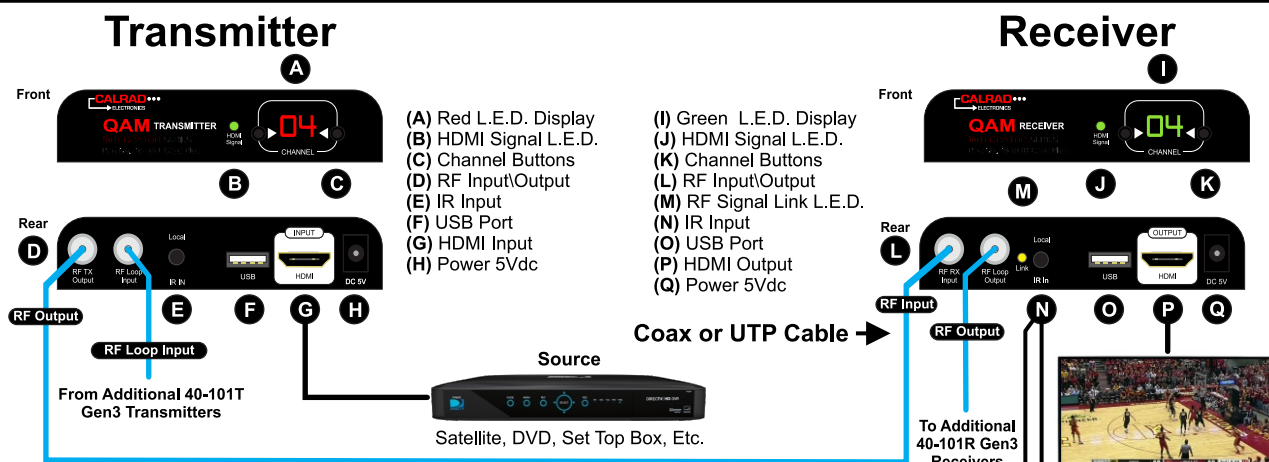 Transmitter
Receiver
A
I
Front
CALRAD
ELECTRONICS
QAM TRANSMITTER
HDMI
Signal
04
CHANNEL
B
C
(A) Red L.E.D. Display
(B) HDMI Signal L.E.D.
(C) Channel Buttons
(D) RF Input\Output
(E) IR Input
(F) USB Port
(G) HDMI Input
(H) Power 5Vdc
(I) Green L.E.D. Display
(J) HDMI Signal L.E.D.
(K) Channel Buttons
(L) RF Input\Output
(M) RF Signal Link L.E.D.
(N) IR Input
(O) USB Port
(P) HDMI Output
(Q) Power 5Vdc
Front
CALRAD
ELECTRONICS
QAM RECEIVER
HDMI
Signal
04
CHANNEL
M
J
K
Rear
D
RF TX
Output
RF Loop
Input
Local
IR IN
USB
INPUT
HDMI
DC 5V
E
F
G
H
RF Output
RF Loop Input
From Additional 40-101T
Gen3 Transmitters
Source
DIRECTV HD DVR
Satellite, DVD, Set Top Box, Etc.
Coax or UTP Cable
Rear
L
RF RX
Input
RF Loop
Output
Link
Local
IR In
USB
OUTPUT
HDMI
DC 5V
N
O
P
Q
RF Input
RF Output
To Additional
40-101R Gen3
Receivers